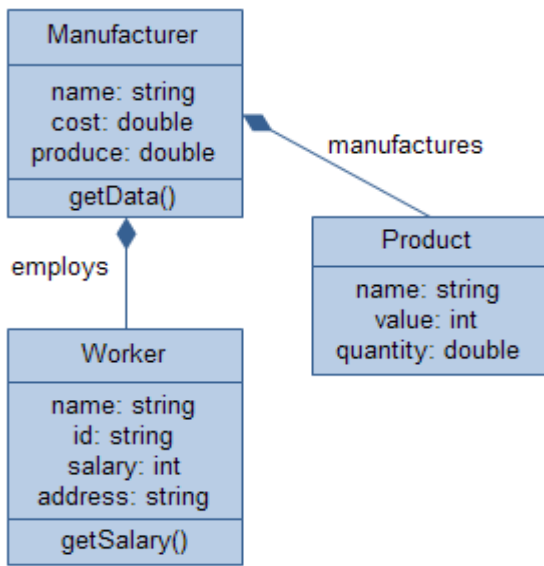 Manufacturer
name: string
cost: double
produce: double
getData()
manufactures
employs
Product
name: string
value: int
quantity: double
Worker
name: string
id: string
salary: int
address: string
getSalary()